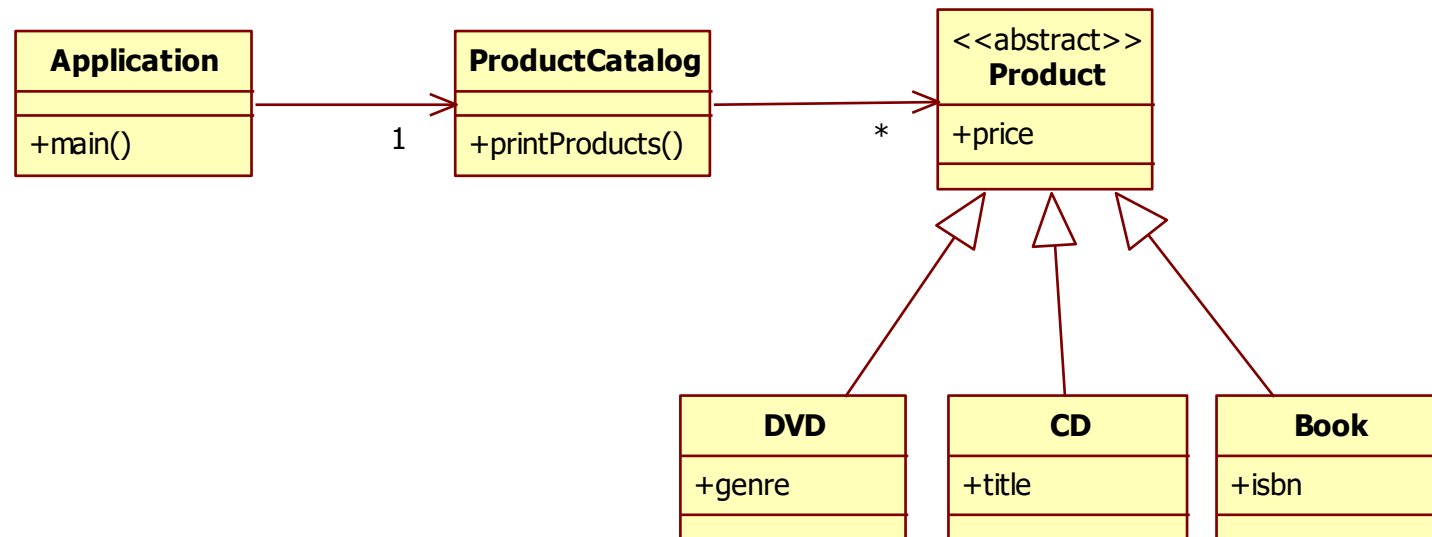 Application
+main()
1
ProductCatalog
+printProducts()
*
<<abstract>>
Product
+price
DVD
+genre
CD
+title
Book
+isbn